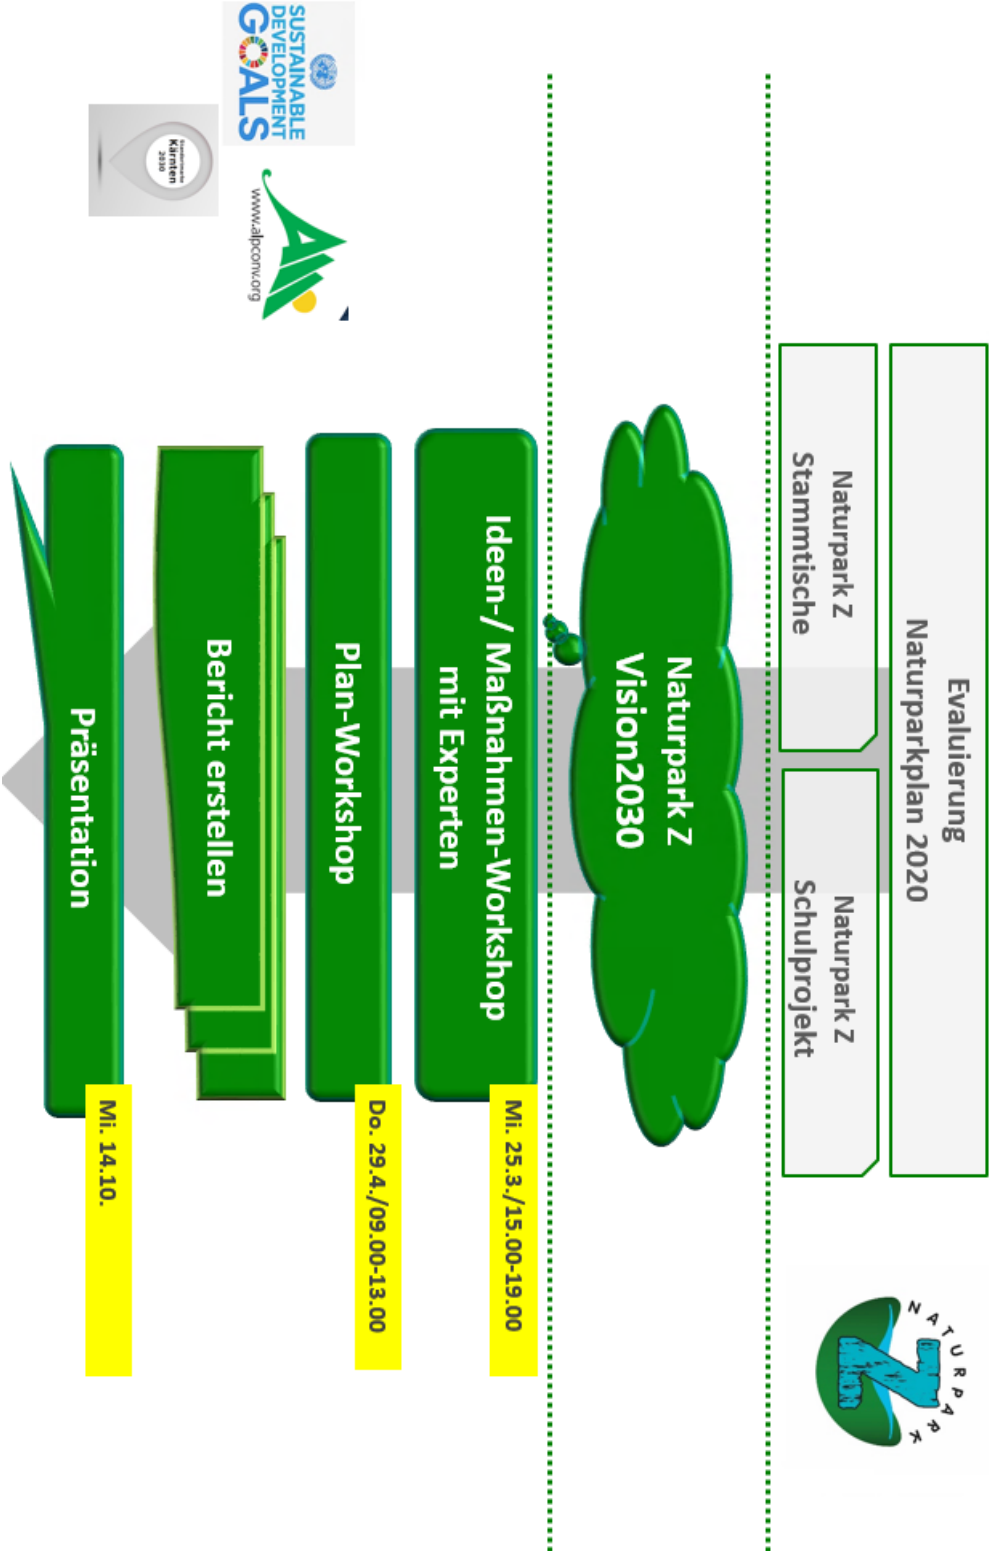 Evaluierung
Naturparkplan 2020
NATURPARK
Z
Naturpark Z
Stammtische
Naturpark Z
Schulprojekt
Naturpark Z
Vision2030
Ideen-/ Maßnahmen-Workshop
mit Experten
Mi. 25.3./15.00-19.00
Plan-Workshop
Do. 29.4./09.00-13.00
Bericht erstellen
Präsentation
Mi. 14.10.
SUSTAINABLE
DEVELOPMENT
GOALS
www.alpconv.org
Standortmarke
Kärnten
2030